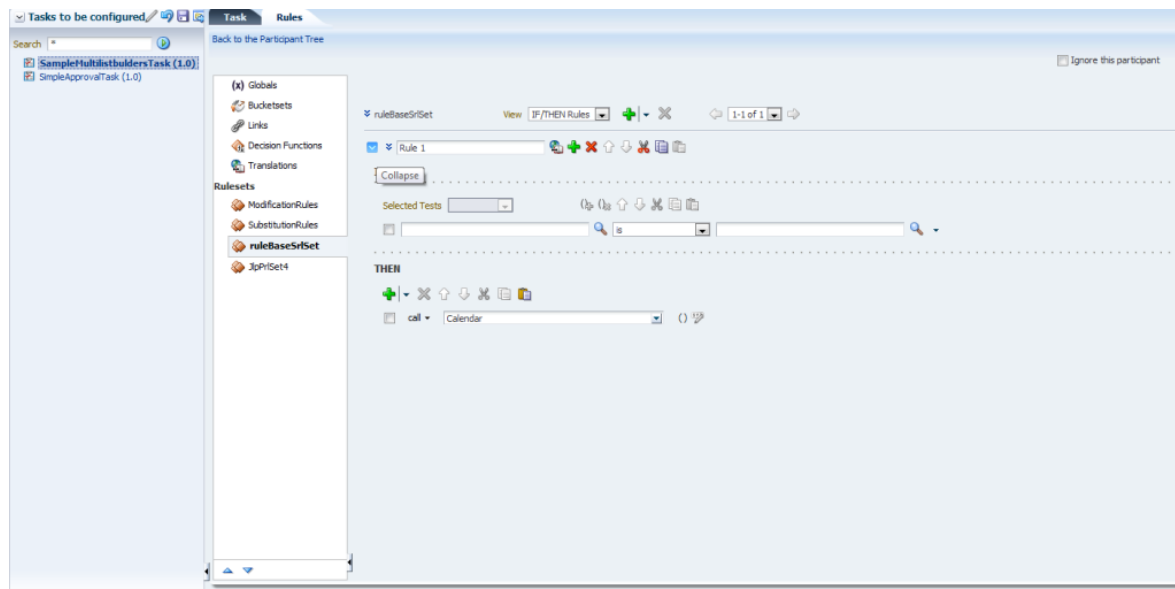 Tasks to be configured
Task
Rules
Search *
SampleMultilistbuldersTask (1.0)
SimpleApprovalTask (1.0)
Back to the Participant Tree
Ignore this participant
(x) Globals
Bucketsets
Links
Decision Functions
Translations
Rulesets
ModificationRules
SubstitutionRules
ruleBaseSrlSet
JlpPrlSet4
ruleBaseSrlSet View IF/THEN Rules 1-1 of 1
Rule 1
Collapse
Selected Tests
is
THEN
call Calendar ()